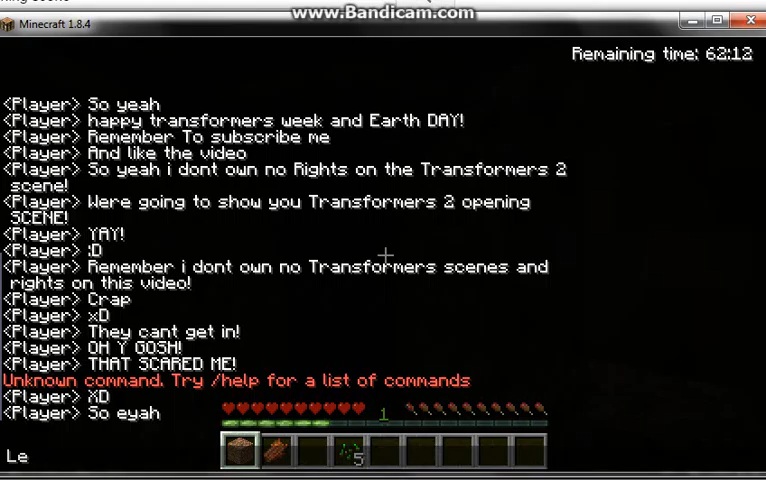 www.Bandicam.com
Minecraft 1.8.4
Remaining time: 62:12
<Player> So yeah
<Player> happy transformers week and Earth DAY!
<Player> Remember To subscribe me
<Player> And like the video
<Player> So yeah i dont own no Rights on the Transformers 2
scene!
<Player> Were going to show you Transformers 2 opening
SCENE!
<Player> YAY!
<Player> :D
<Player> Remember i dont own no Transformers scenes and
rights on this video!
<Player> Crap
<Player> xD
<Player> They cant get in!
<Player> OH Y GOSH!
<Player> THAT SCARED ME!
Unknown command. Try /help for a list of commands
<Player> XD
<Player> So eyah
1
5
Le